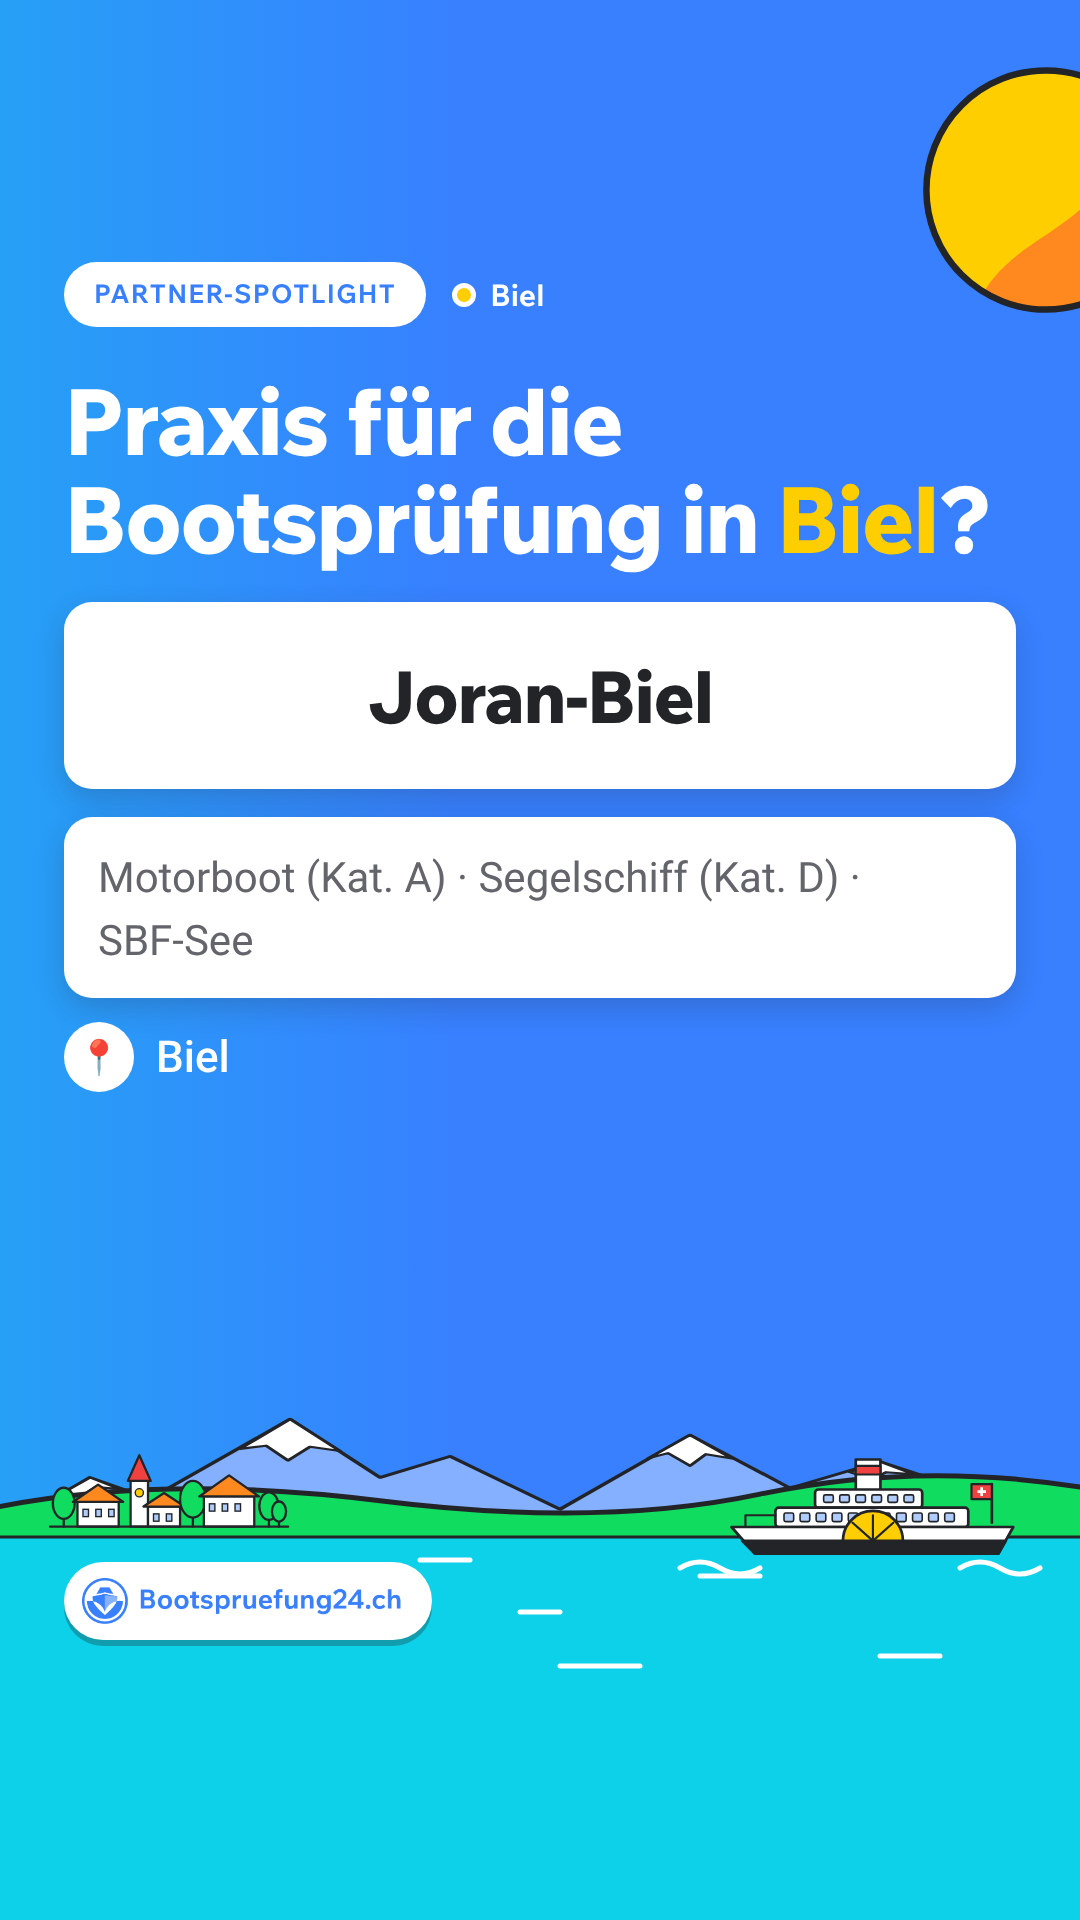 PARTNER-SPOTLIGHT
Biel
Praxis für die
Bootsprüfung in Biel?
Joran-Biel
Motorboot (Kat. A) · Segelschiff (Kat. D) ·
SBF-See
Biel
Bootspruefung24.ch